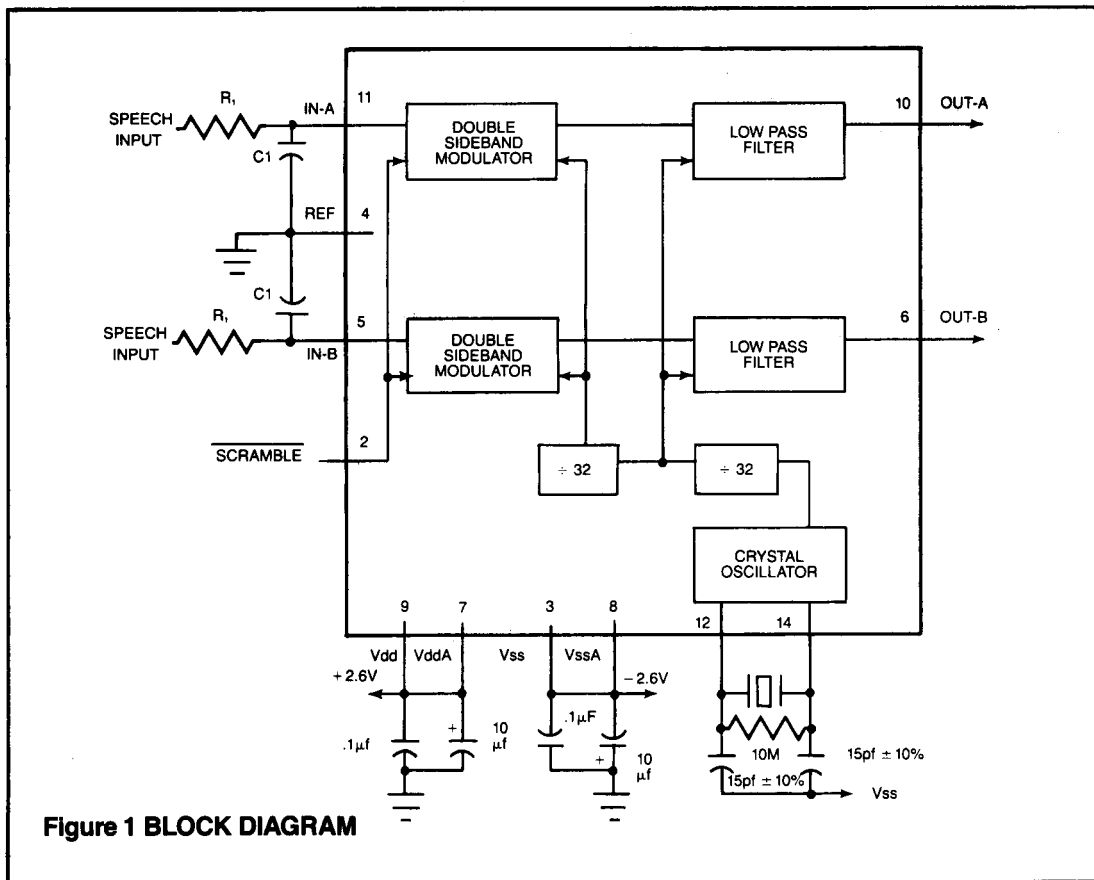 R1
IN-A
11
SPEECH
INPUT
C1
DOUBLE
SIDEBAND
MODULATOR
LOW PASS
FILTER
10
OUT-A
REF
4
C1
SPEECH
INPUT
R1
5
IN-B
DOUBLE
SIDEBAND
MODULATOR
LOW PASS
FILTER
6
OUT-B
SCRAMBLE
2
÷ 32
÷ 32
CRYSTAL
OSCILLATOR
9
7
3
8
12
14
Vdd
VddA
Vss
VssA
+2.6V
−2.6V
.1μf
+
10
μf
.1μF
+
10
μf
10M
15pf ± 10%
15pf ± 10%
Vss
Figure 1 BLOCK DIAGRAM